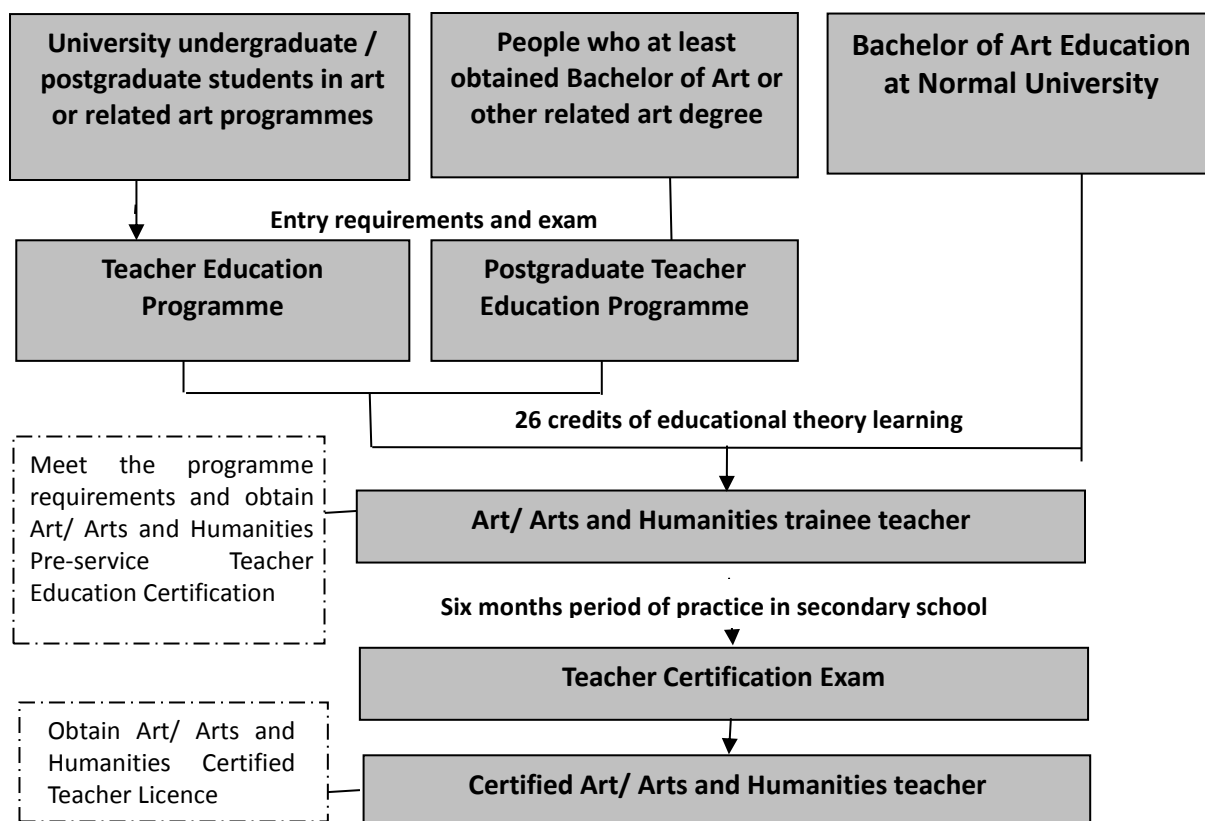 University undergraduate /
postgraduate students in art
or related art programmes
People who at least
obtained Bachelor of Art or
other related art degree
Bachelor of Art Education
at Normal University
Entry requirements and exam
Teacher Education
Programme
Postgraduate Teacher
Education Programme
26 credits of educational theory learning
Meet the programme
requirements and obtain
Art/ Arts and Humanities
Pre-service Teacher
Education Certification
Art/ Arts and Humanities trainee teacher
Six months period of practice in secondary school
Teacher Certification Exam
Obtain Art/ Arts and
Humanities Certified
Teacher Licence
Certified Art/ Arts and Humanities teacher